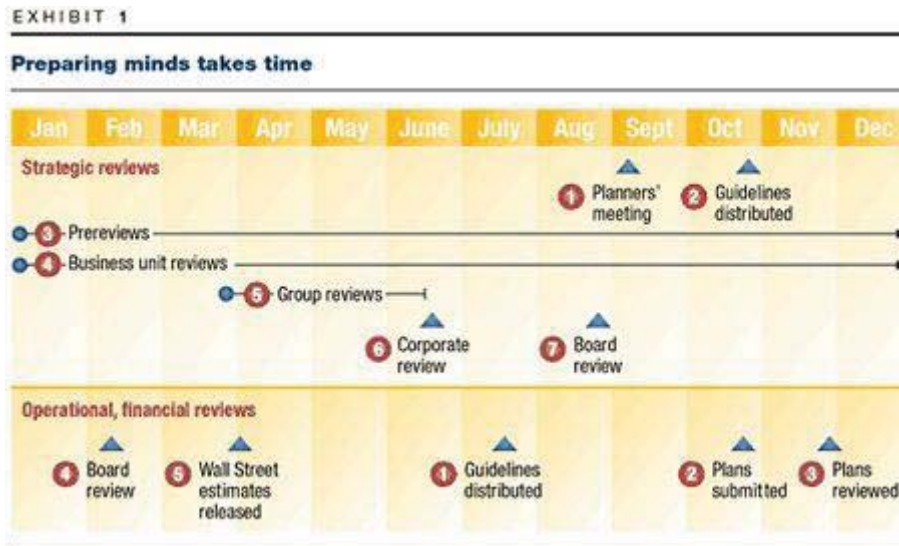 EXHIBIT 1
Preparing minds takes time
Jan Feb Mar Apr May June July Aug Sept Oct Nov Dec
Strategic reviews
1 Planners'
meeting
2 Guidelines
distributed
3 Prereviews
4 Business unit reviews
5 Group reviews
6 Corporate
review
7 Board
review
Operational, financial reviews
4 Board
review
5 Wall Street
estimates
released
1 Guidelines
distributed
2 Plans
submitted
3 Plans
reviewed